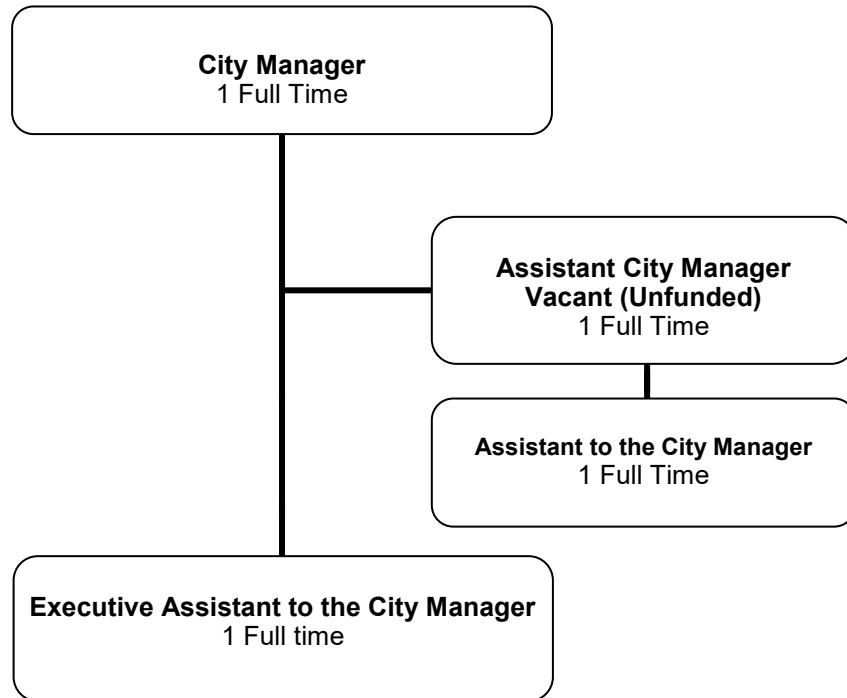 City Manager
1 Full Time
Assistant City Manager
Vacant (Unfunded)
1 Full Time
Assistant to the City Manager
1 Full Time
Executive Assistant to the City Manager
1 Full time